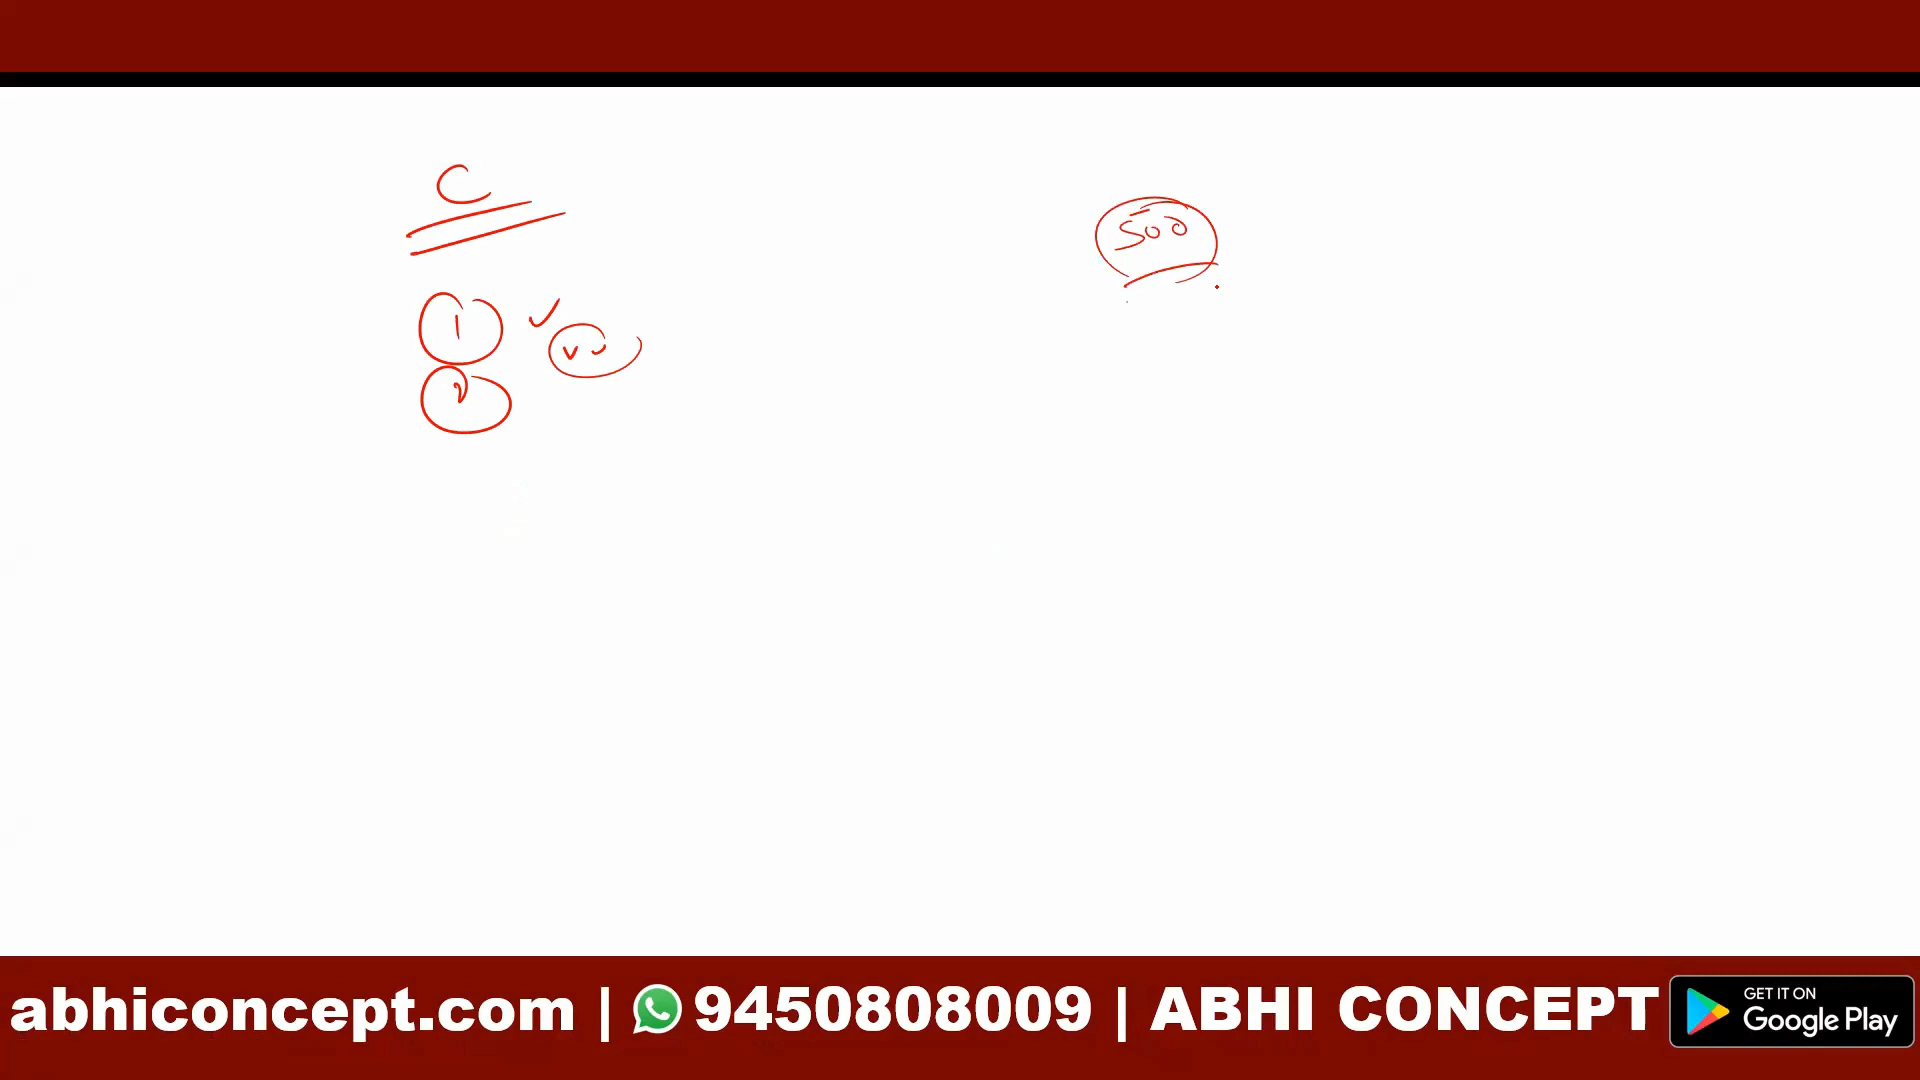 C
500
1
2
abhiconcept.com | 9450808009 | ABHI CONCEPT
GET IT ON
Google Play